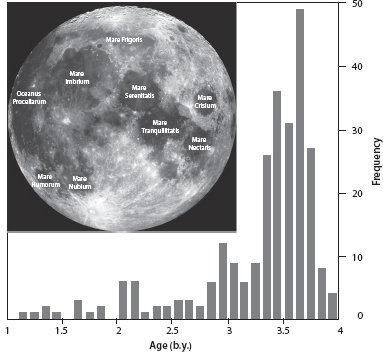 Mare Frigoris
Mare
Imbrium
Oceanus
Procellarum
Mare
Serenitatis
Mare
Crisium
Mare
Tranquilitatis
Mare
Nectaris
Mare
Humorum
Mare
Nubium
50
40
30
20
10
0
Frequency
1
1.5
2
2.5
3
3.5
4
Age (b.y.)